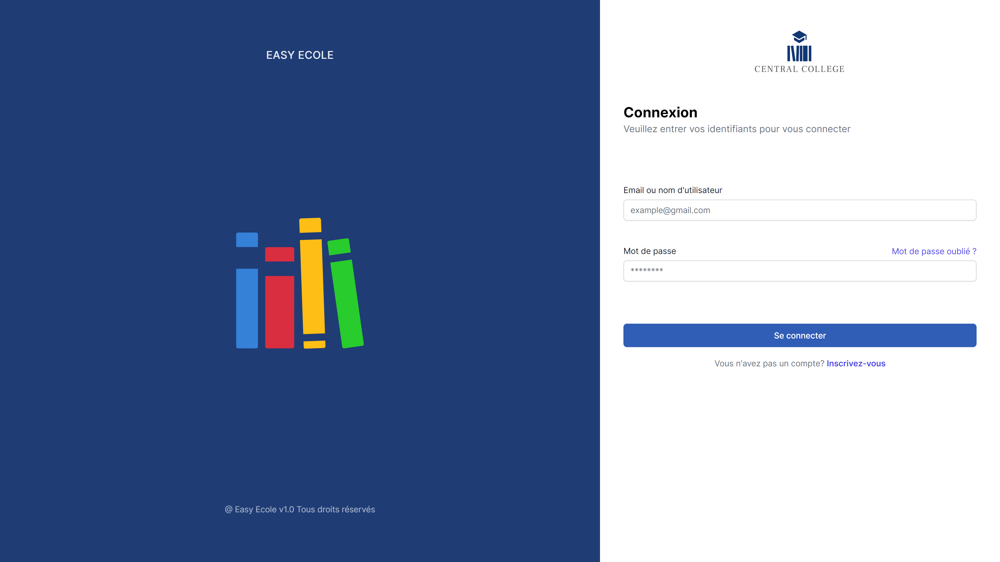 EASY ECOLE
@ Easy Ecole v1.0 Tous droits réservés
CENTRAL COLLEGE
Connexion
Veuillez entrer vos identifiants pour vous connecter
Email ou nom d'utilisateur
example@gmail.com
Mot de passe
Mot de passe oublié ?
********
Se connecter
Vous n'avez pas un compte? Inscrivez-vous